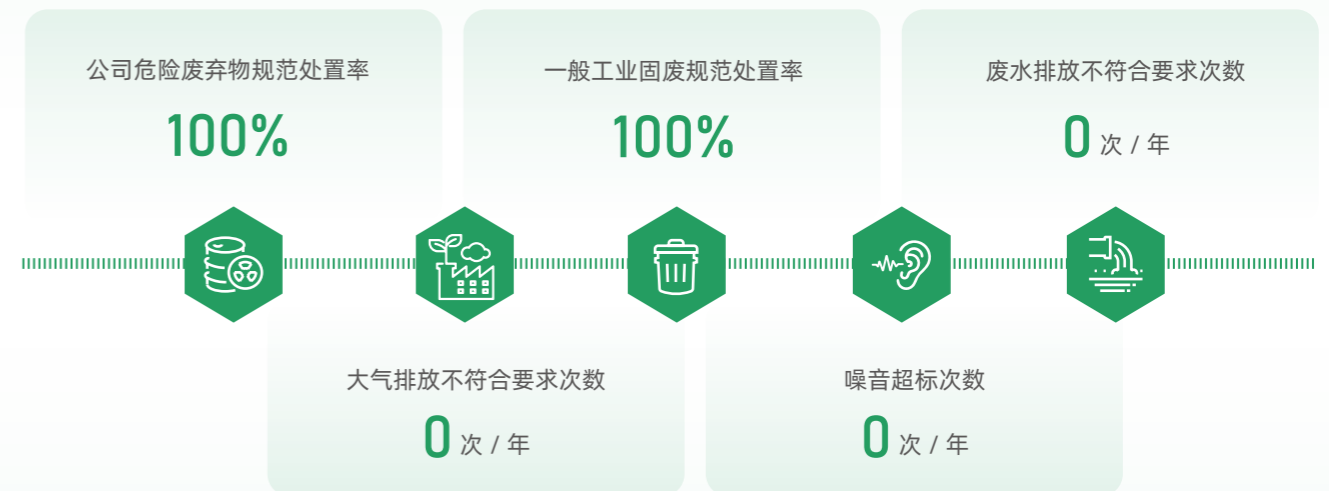 公司危险废弃物规范处置率
100%
一般工业固废规范处置率
100%
废水排放不符合要求次数
0 次 / 年
大气排放不符合要求次数
0 次 / 年
噪音超标次数
0 次 / 年